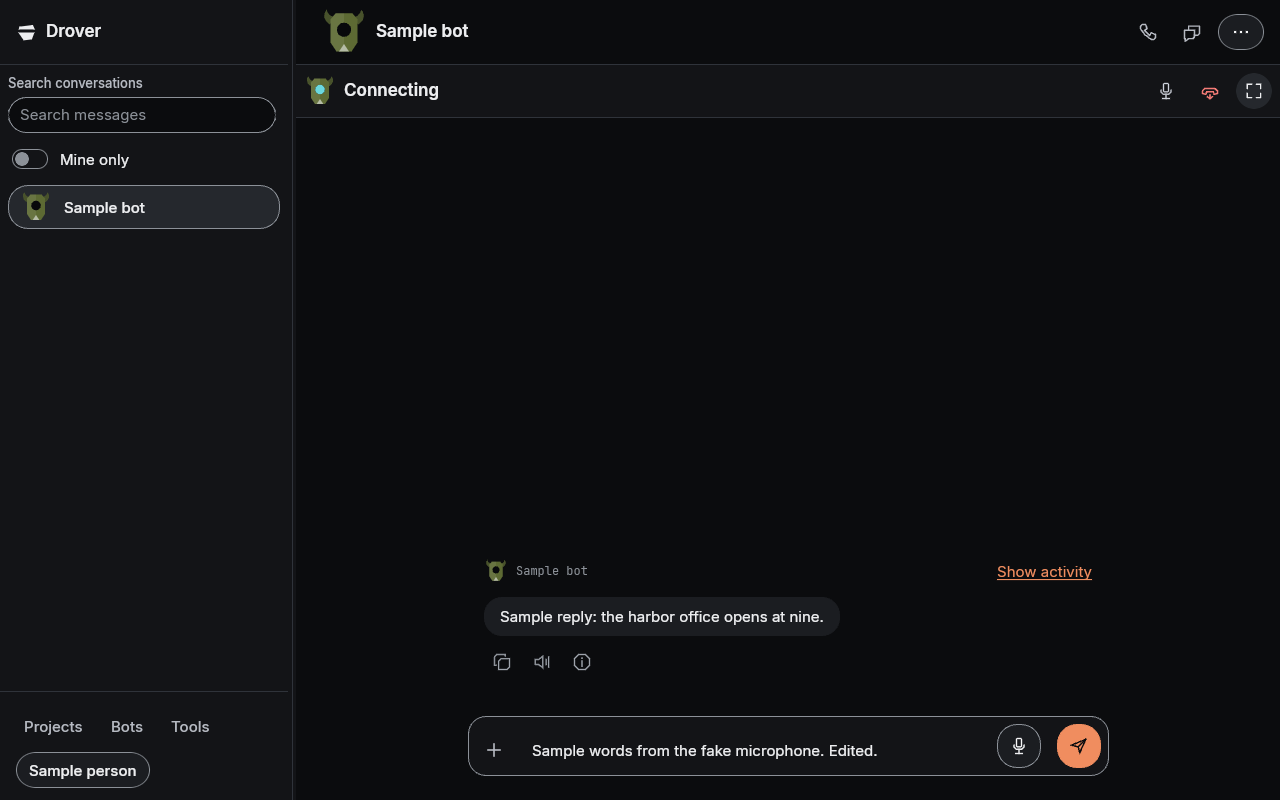 Drover
Search conversations
Search messages
Mine only
Sample bot
Projects
Bots
Tools
Sample person
Sample bot
Connecting
Sample bot
Show activity
Sample reply: the harbor office opens at nine.
Sample words from the fake microphone. Edited.